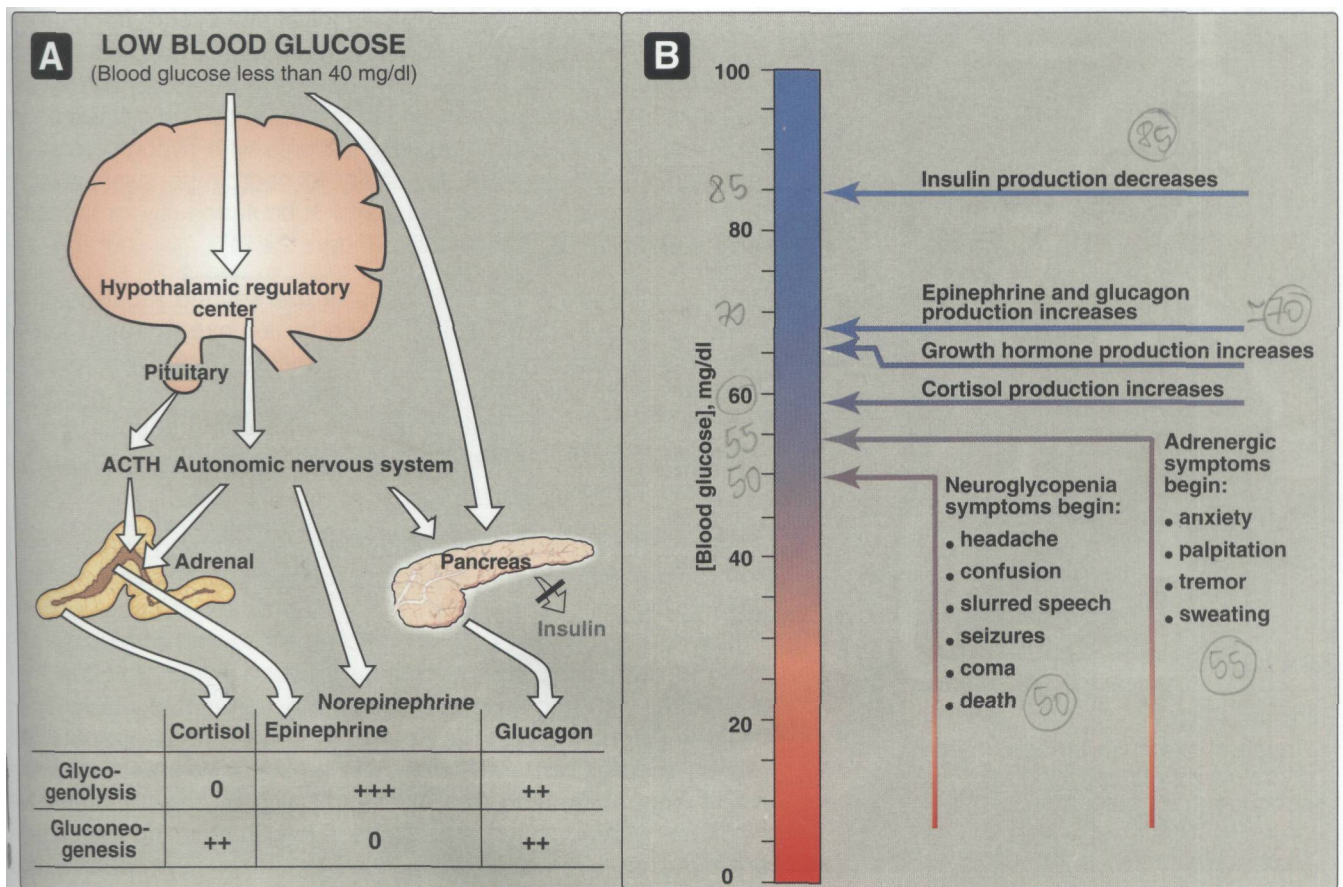 A
LOW BLOOD GLUCOSE
(Blood glucose less than 40 mg/dl)
Hypothalamic regulatory
center
Pituitary
ACTH
Autonomic nervous system
Adrenal
Pancreas
Insulin
Norepinephrine
Cortisol
Epinephrine
Glucagon
Glyco-
genolysis
0
+++
++
Gluconeo-
genesis
++
0
++
B
[Blood glucose], mg/dl
100
85
80
70
60
55
50
40
20
0
85
Insulin production decreases
Epinephrine and glucagon
production increases
≃70
Growth hormone production increases
Cortisol production increases
Neuroglycopenia
symptoms begin:
• headache
• confusion
• slurred speech
• seizures
• coma
• death
50
Adrenergic
symptoms
begin:
• anxiety
• palpitation
• tremor
• sweating
55